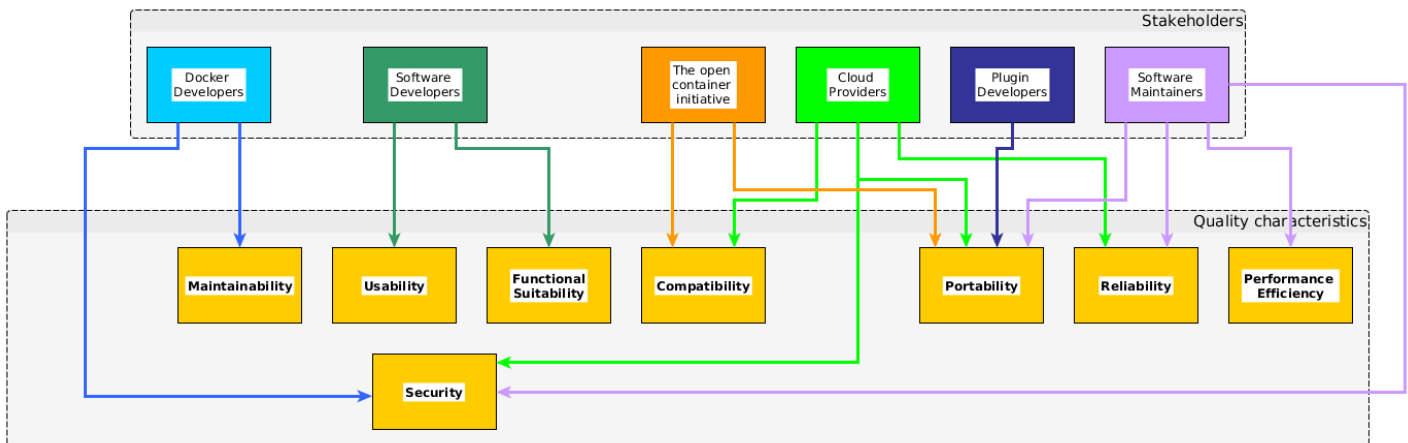 Stakeholders
Docker
Developers
Software
Developers
The open
container
initiative
Cloud
Providers
Plugin
Developers
Software
Maintainers
Quality characteristics
Maintainability
Usability
Functional
Suitability
Compatibility
Portability
Reliability
Performance
Efficiency
Security